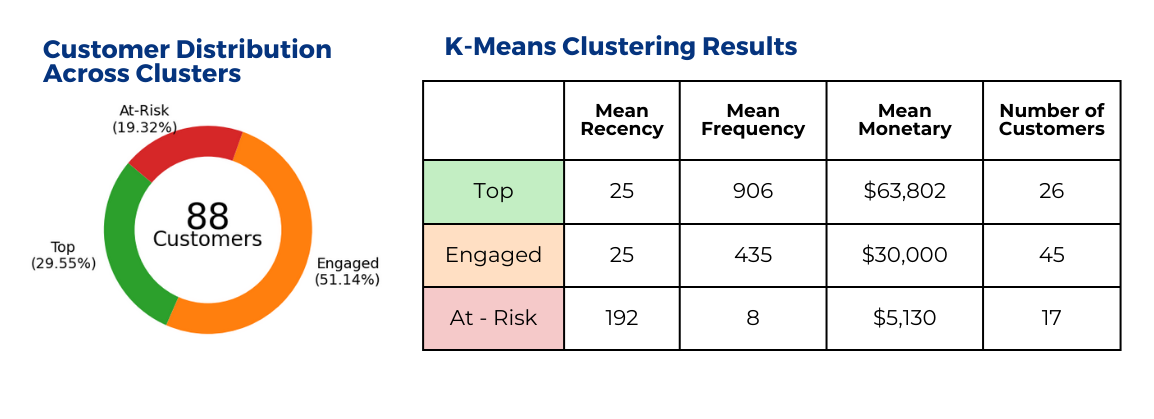 Customer Distribution
Across Clusters
At-Risk
(19.32%)
88
Customers
Top
(29.55%)
Engaged
(51.14%)
K-Means Clustering Results
Mean
Recency
Mean
Frequency
Mean
Monetary
Number of
Customers
Top 25 906 $63,802 26
Engaged 25 435 $30,000 45
At - Risk 192 8 $5,130 17